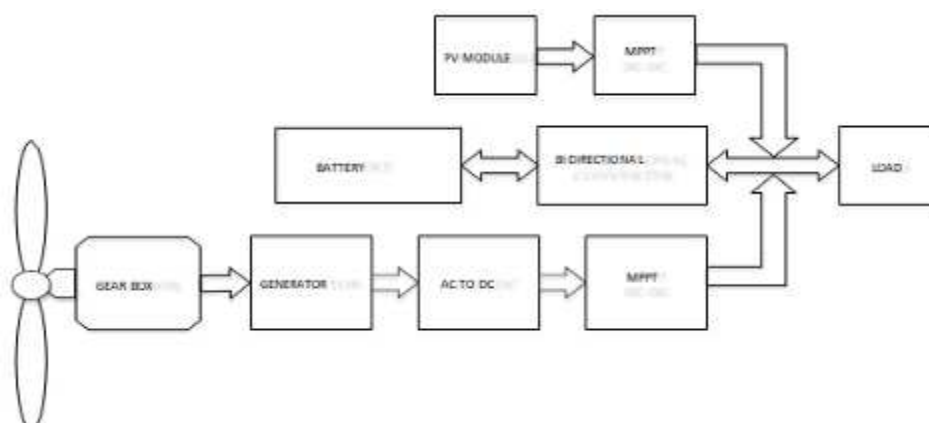 PV MODULE
MPPT
BATTERY
BI DIRECTIONAL
LOAD
GEAR BOX
GENERATOR
AC TO DC
MPPT